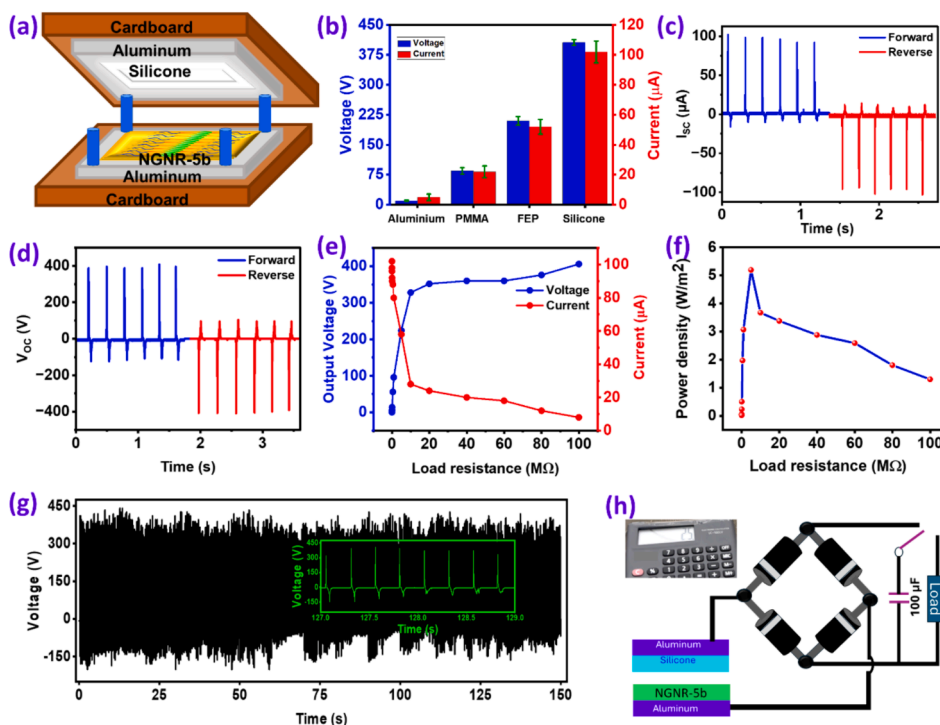 (a)
Cardboard
Aluminum
Silicone
NGNR-5b
Aluminum
Cardboard
(b)
450
375
300
225
150
75
0
Voltage (V)
Voltage
Current
120
100
80
60
40
20
0
Current (μA)
Aluminium PMMA FEP Silicone
(c)
100
50
0
−50
−100
I_SC (μA)
Forward
Reverse
0 1 2
Time (s)
(d)
400
200
0
−200
−400
V_OC (V)
Forward
Reverse
0 1 2 3
Time (s)
(e)
400
300
200
100
0
Output Voltage (V)
Voltage
Current
100
80
60
40
20
0
Current (μA)
0 20 40 60 80 100
Load resistance (MΩ)
(f)
6
5
4
3
2
1
0
Power density (W/m²)
0 20 40 60 80 100
Load resistance (MΩ)
(g)
450
300
150
0
-150
Voltage (V)
450
300
150
0
-150
Voltage (V)
127.0 127.5 128.0 128.5 129.0
Time (s)
0 25 50 75 100 125 150
Time (s)
(h)
100 μF
Load
Aluminum
Silicone
NGNR-5b
Aluminum